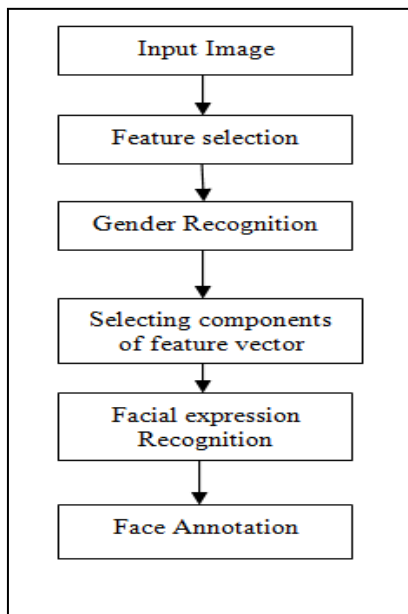 Input Image
Feature selection
Gender Recognition
Selecting components
of feature vector
Facial expression
Recognition
Face Annotation